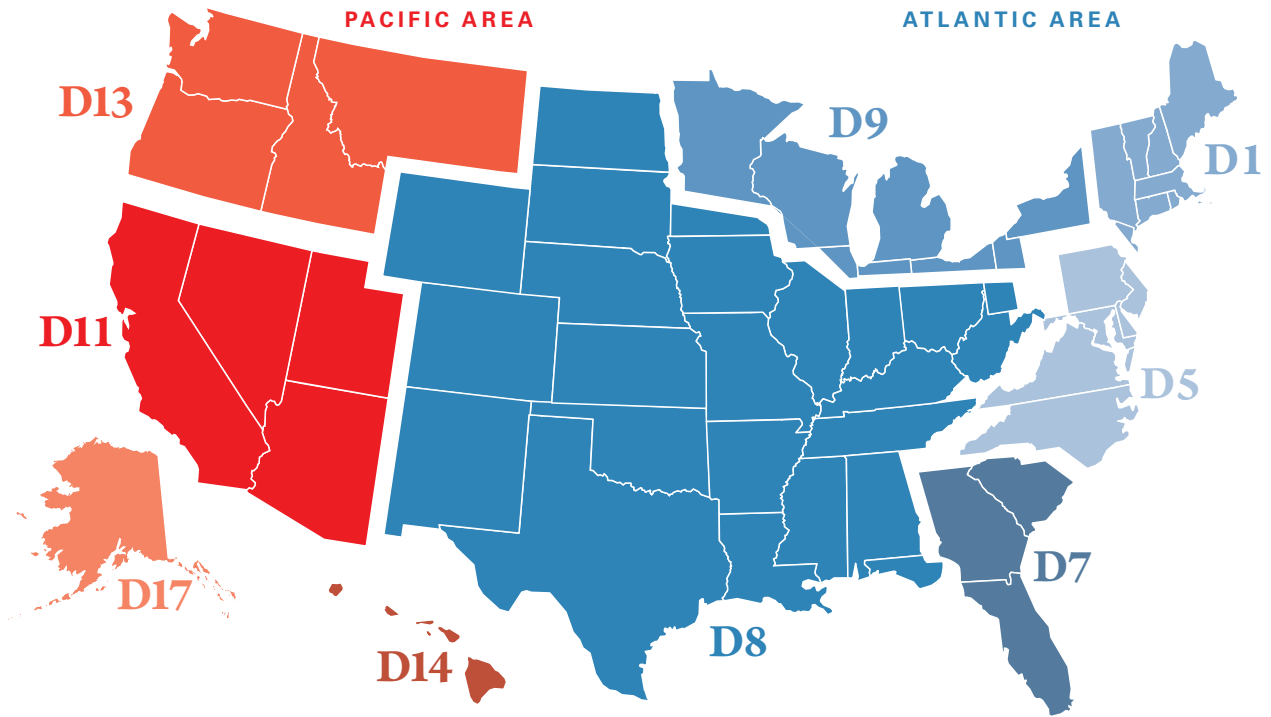 PACIFIC AREA
ATLANTIC AREA
D13
D9
D1
D11
D5
D7
D17
D8
D14